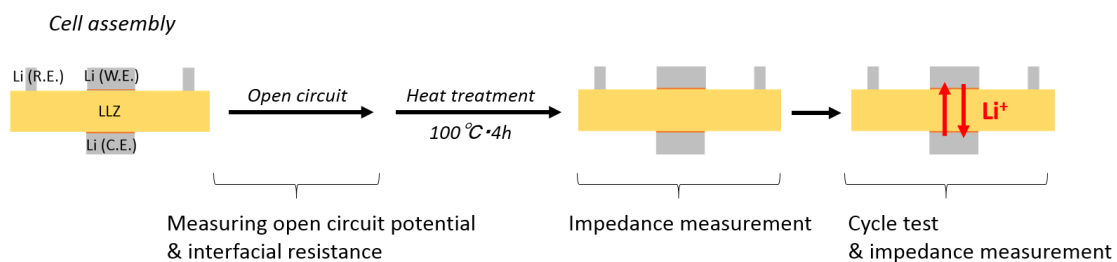 Cell assembly
Li (R.E.)
Li (W.E.)
LLZ
Li (C.E.)
Open circuit
Heat treatment
100℃・4h
Li⁺
Measuring open circuit potential
& interfacial resistance
Impedance measurement
Cycle test
& impedance measurement